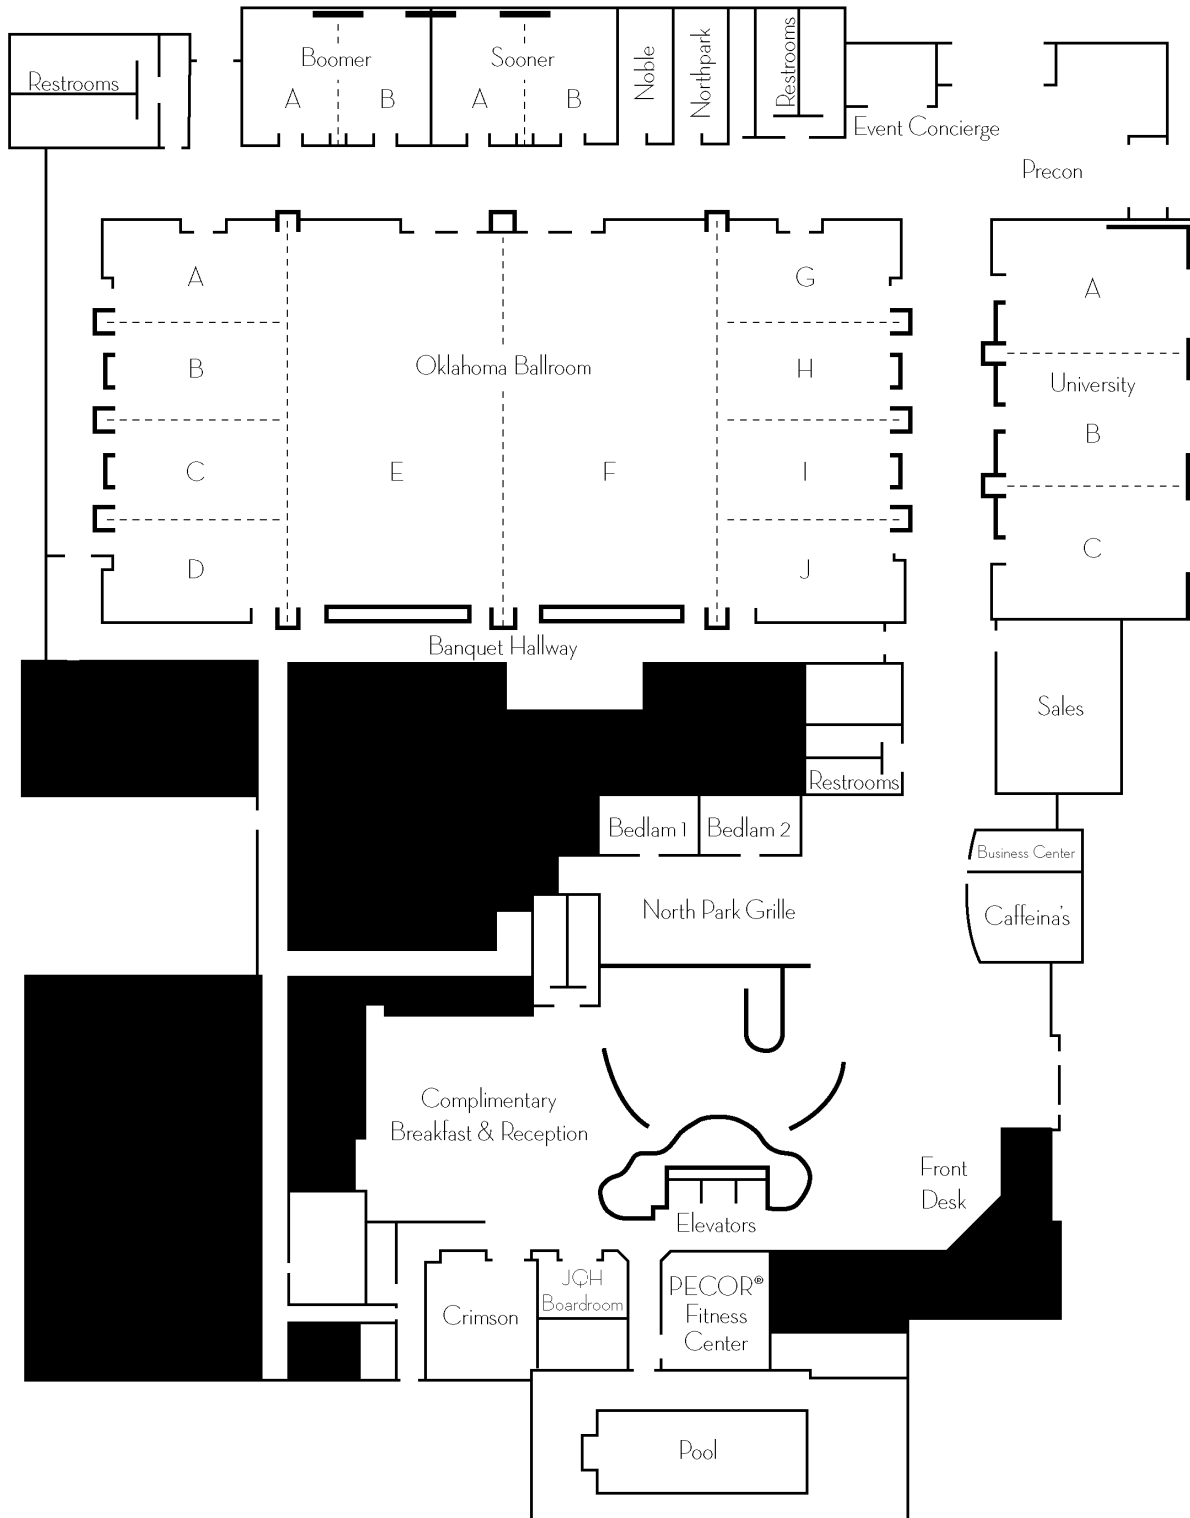 Restrooms
Boomer
A
B
Sooner
A
B
Noble
Northpark
Restrooms
Event Concierge
Precon
A
B
C
D
Oklahoma Ballroom
E
F
G
H
I
J
A
University
B
C
Banquet Hallway
Sales
Restrooms
Bedlam 1
Bedlam 2
Business Center
Caffeina's
North Park Grille
Complimentary
Breakfast & Reception
Front
Desk
Elevators
Crimson
JQH
Boardroom
PECOR®
Fitness
Center
Pool